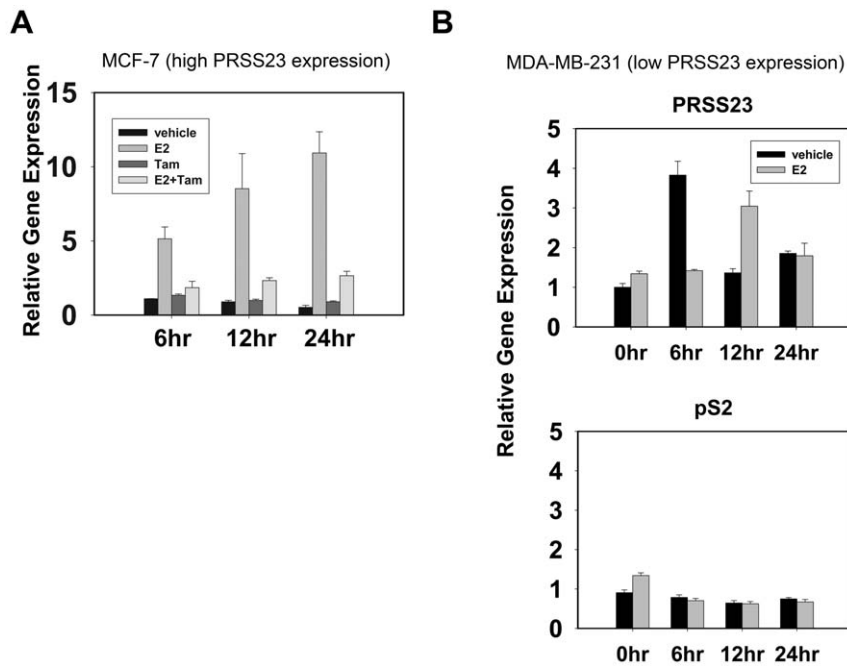 A
MCF-7 (high PRSS23 expression)
Relative Gene Expression
15
10
5
0
vehicle
E2
Tam
E2+Tam
6hr 12hr 24hr
B
MDA-MB-231 (low PRSS23 expression)
Relative Gene Expression
PRSS23
5
4
3
2
1
0
vehicle
E2
0hr 6hr 12hr 24hr
pS2
5
4
3
2
1
0
0hr 6hr 12hr 24hr